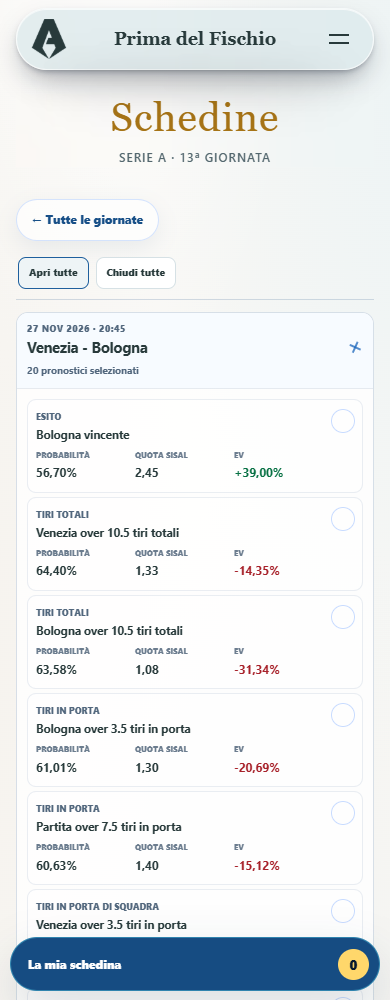 Prima del Fischio
Schedine
SERIE A · 13ª GIORNATA
← Tutte le giornate
Apri tutte
Chiudi tutte
27 NOV 2026 · 20:45
Venezia - Bologna
20 pronostici selezionati
ESITO
Bologna vincente
PROBABILITÀ QUOTA SISAL EV
56,70% 2,45 +39,00%
TIRI TOTALI
Venezia over 10.5 tiri totali
PROBABILITÀ QUOTA SISAL EV
64,40% 1,33 -14,35%
TIRI TOTALI
Bologna over 10.5 tiri totali
PROBABILITÀ QUOTA SISAL EV
63,58% 1,08 -31,34%
TIRI IN PORTA
Bologna over 3.5 tiri in porta
PROBABILITÀ QUOTA SISAL EV
61,01% 1,30 -20,69%
TIRI IN PORTA
Partita over 7.5 tiri in porta
PROBABILITÀ QUOTA SISAL EV
60,63% 1,40 -15,12%
TIRI IN PORTA DI SQUADRA
Venezia over 3.5 tiri in porta
La mia schedina 0